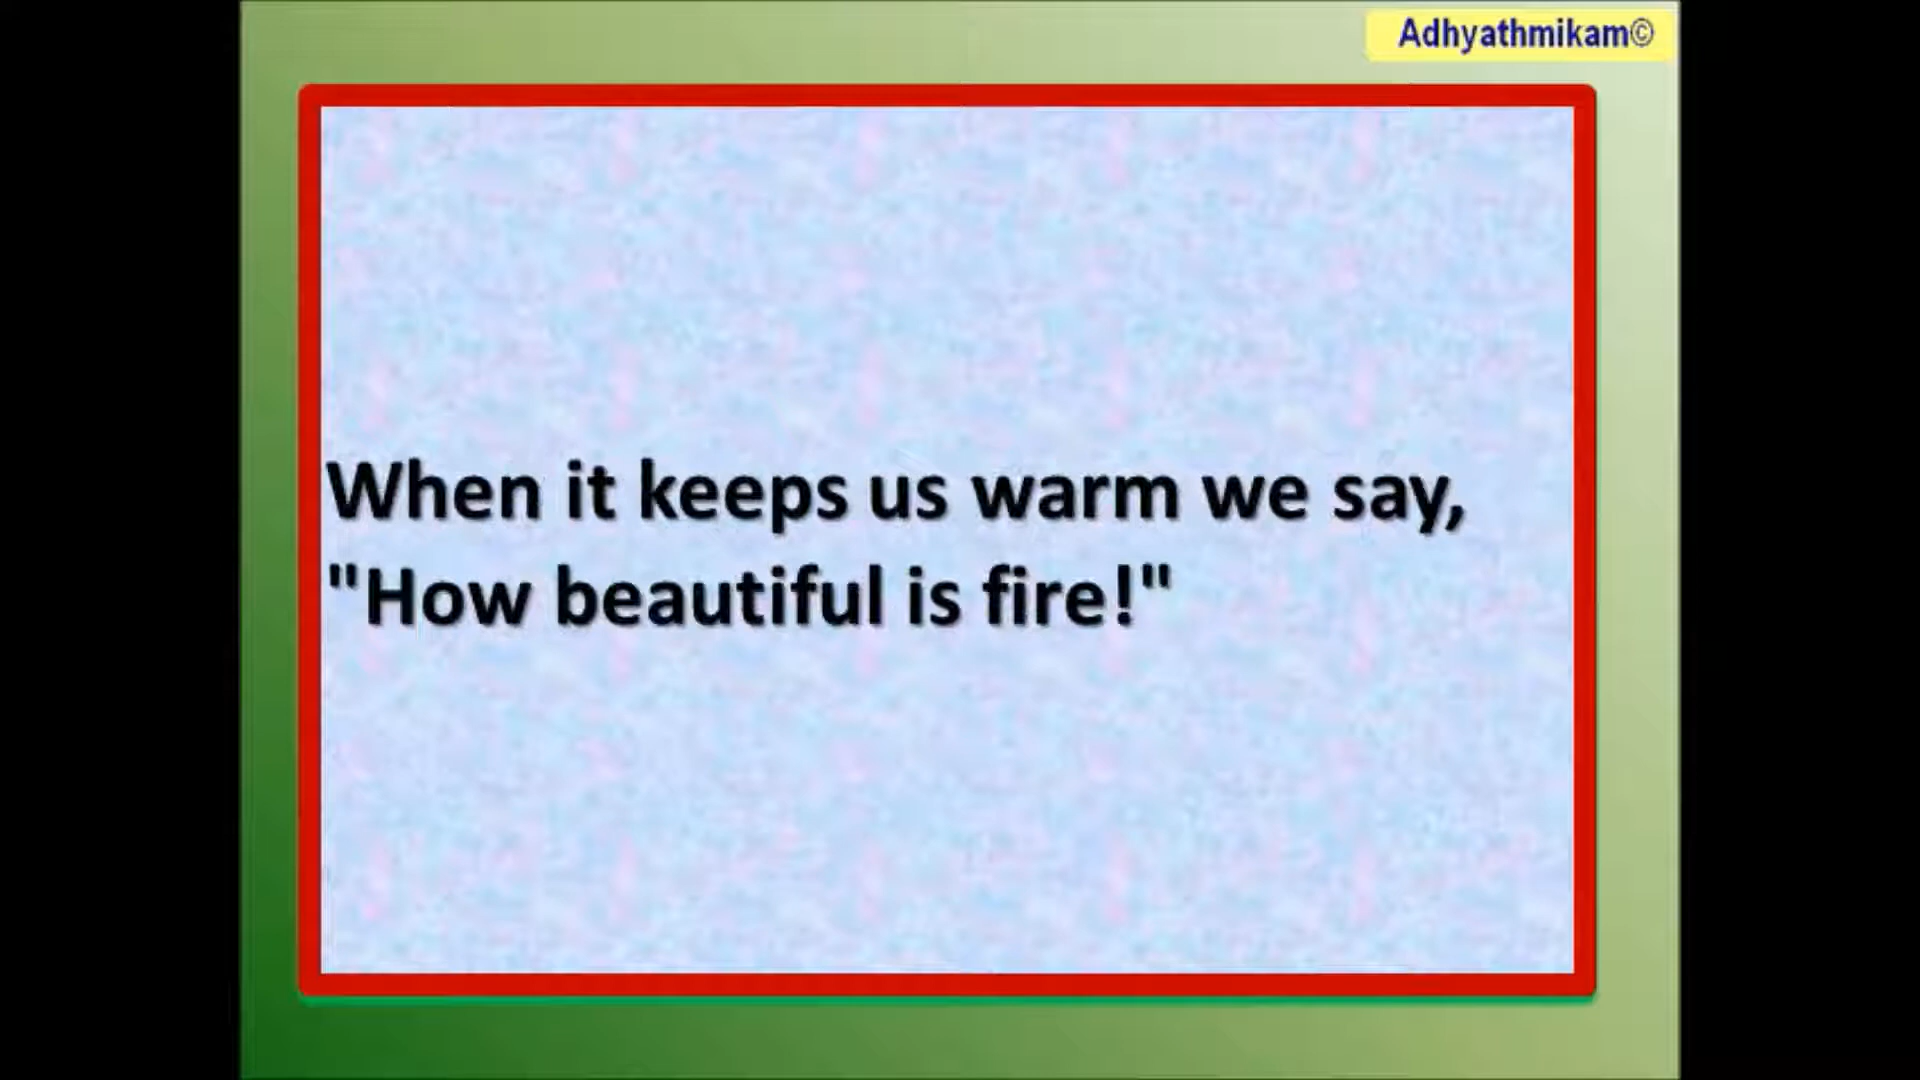 Adhyathmikam©
When it keeps us warm we say,
"How beautiful is fire!"